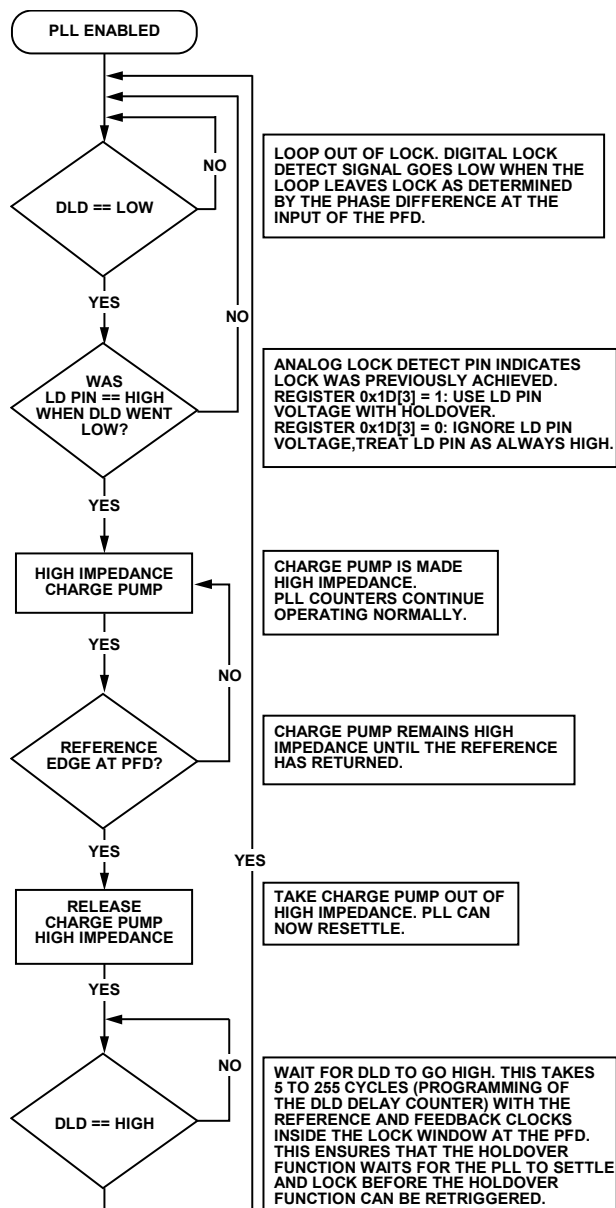 PLL ENABLED
NO
DLD == LOW
LOOP OUT OF LOCK. DIGITAL LOCK
DETECT SIGNAL GOES LOW WHEN THE
LOOP LEAVES LOCK AS DETERMINED
BY THE PHASE DIFFERENCE AT THE
INPUT OF THE PFD.
YES
NO
WAS
LD PIN == HIGH
WHEN DLD WENT
LOW?
ANALOG LOCK DETECT PIN INDICATES
LOCK WAS PREVIOUSLY ACHIEVED.
REGISTER 0x1D[3] = 1: USE LD PIN
VOLTAGE WITH HOLDOVER.
REGISTER 0x1D[3] = 0: IGNORE LD PIN
VOLTAGE,TREAT LD PIN AS ALWAYS HIGH.
YES
HIGH IMPEDANCE
CHARGE PUMP
CHARGE PUMP IS MADE
HIGH IMPEDANCE.
PLL COUNTERS CONTINUE
OPERATING NORMALLY.
YES
NO
REFERENCE
EDGE AT PFD?
CHARGE PUMP REMAINS HIGH
IMPEDANCE UNTIL THE REFERENCE
HAS RETURNED.
YES
YES
RELEASE
CHARGE PUMP
HIGH IMPEDANCE
TAKE CHARGE PUMP OUT OF
HIGH IMPEDANCE. PLL CAN
NOW RESETTLE.
YES
NO
DLD == HIGH
WAIT FOR DLD TO GO HIGH. THIS TAKES
5 TO 255 CYCLES (PROGRAMMING OF
THE DLD DELAY COUNTER) WITH THE
REFERENCE AND FEEDBACK CLOCKS
INSIDE THE LOCK WINDOW AT THE PFD.
THIS ENSURES THAT THE HOLDOVER
FUNCTION WAITS FOR THE PLL TO SETTLE
AND LOCK BEFORE THE HOLDOVER
FUNCTION CAN BE RETRIGGERED.